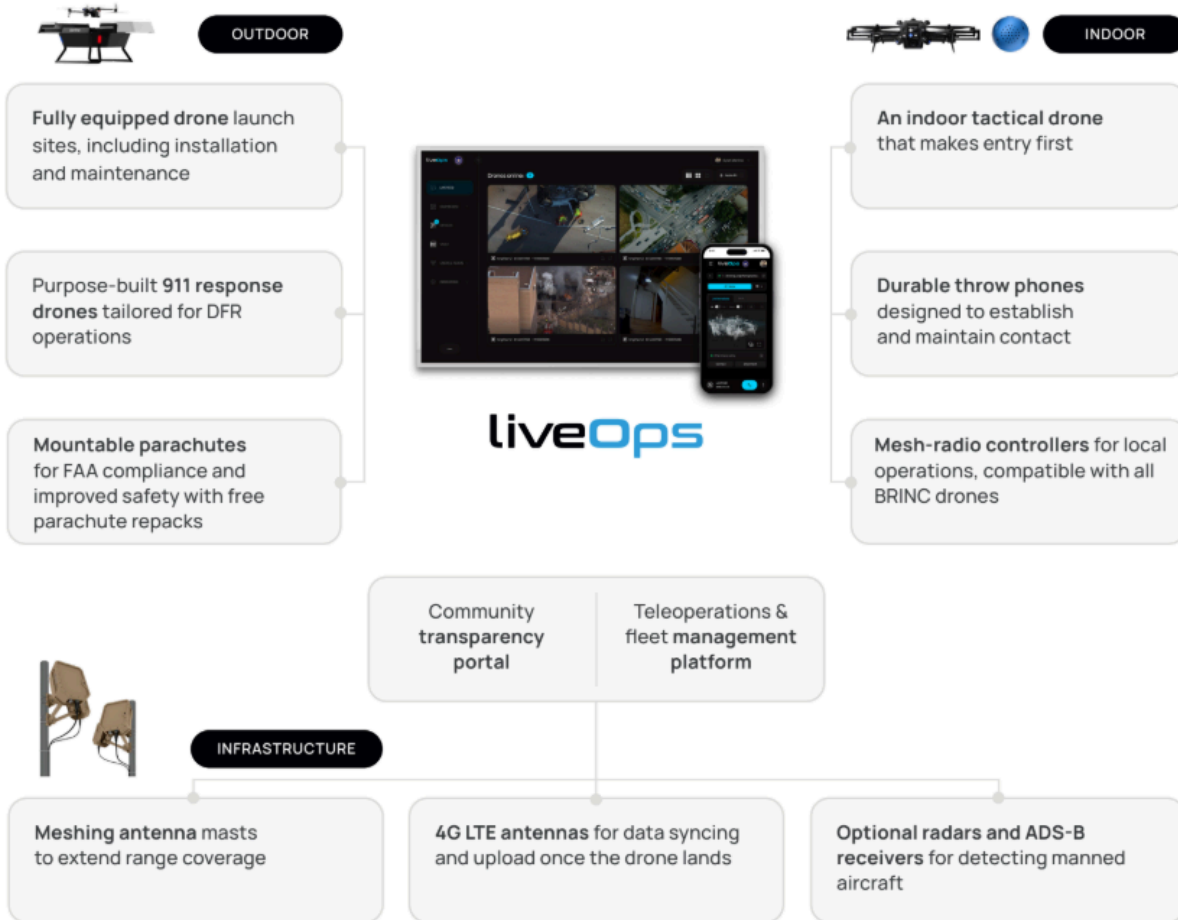 OUTDOOR
INDOOR
Fully equipped drone launch
sites, including installation
and maintenance
An indoor tactical drone
that makes entry first
liveOps
Drones online
Purpose-built 911 response
drones tailored for DFR
operations
Durable throw phones
designed to establish
and maintain contact
liveOps
liveOps
Mountable parachutes
for FAA compliance and
improved safety with free
parachute repacks
Mesh-radio controllers for local
operations, compatible with all
BRINC drones
Community
transparency
portal
Teleoperations &
fleet management
platform
INFRASTRUCTURE
Meshing antenna masts
to extend range coverage
4G LTE antennas for data syncing
and upload once the drone lands
Optional radars and ADS-B
receivers for detecting manned
aircraft